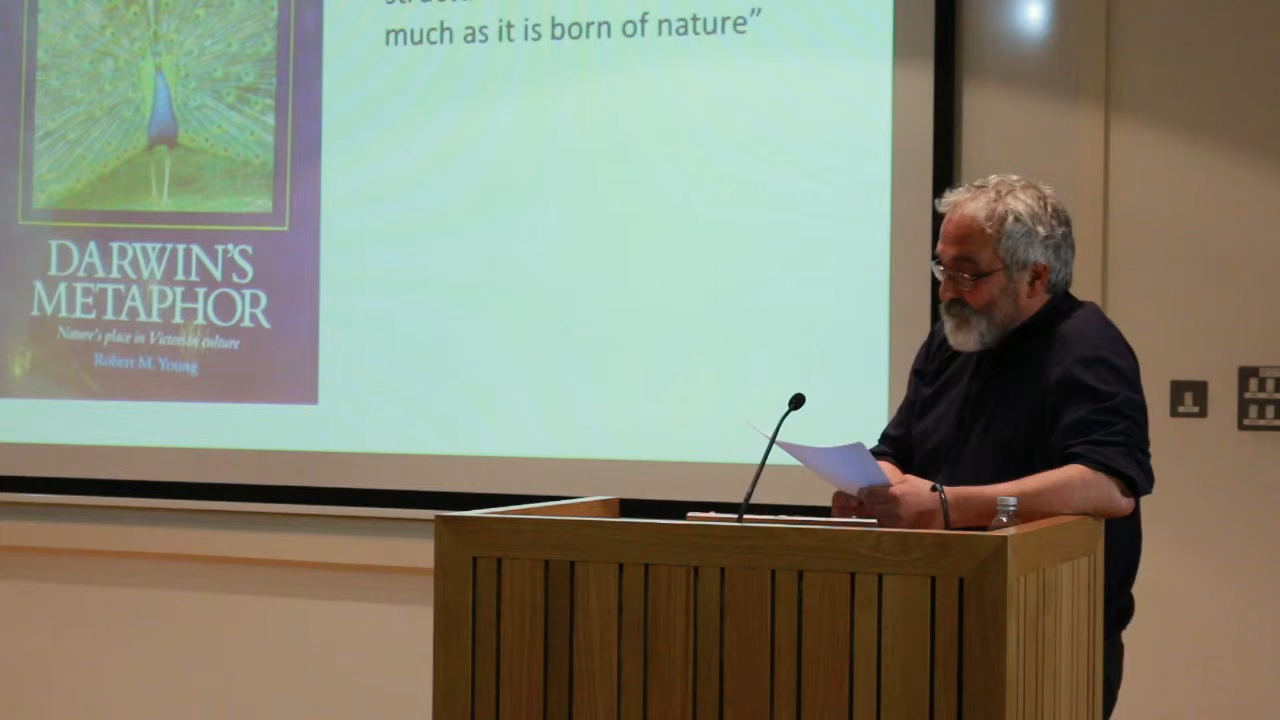 much as it is born of nature”
DARWIN'S
METAPHOR
Nature's place in Victorian culture
Robert M. Young